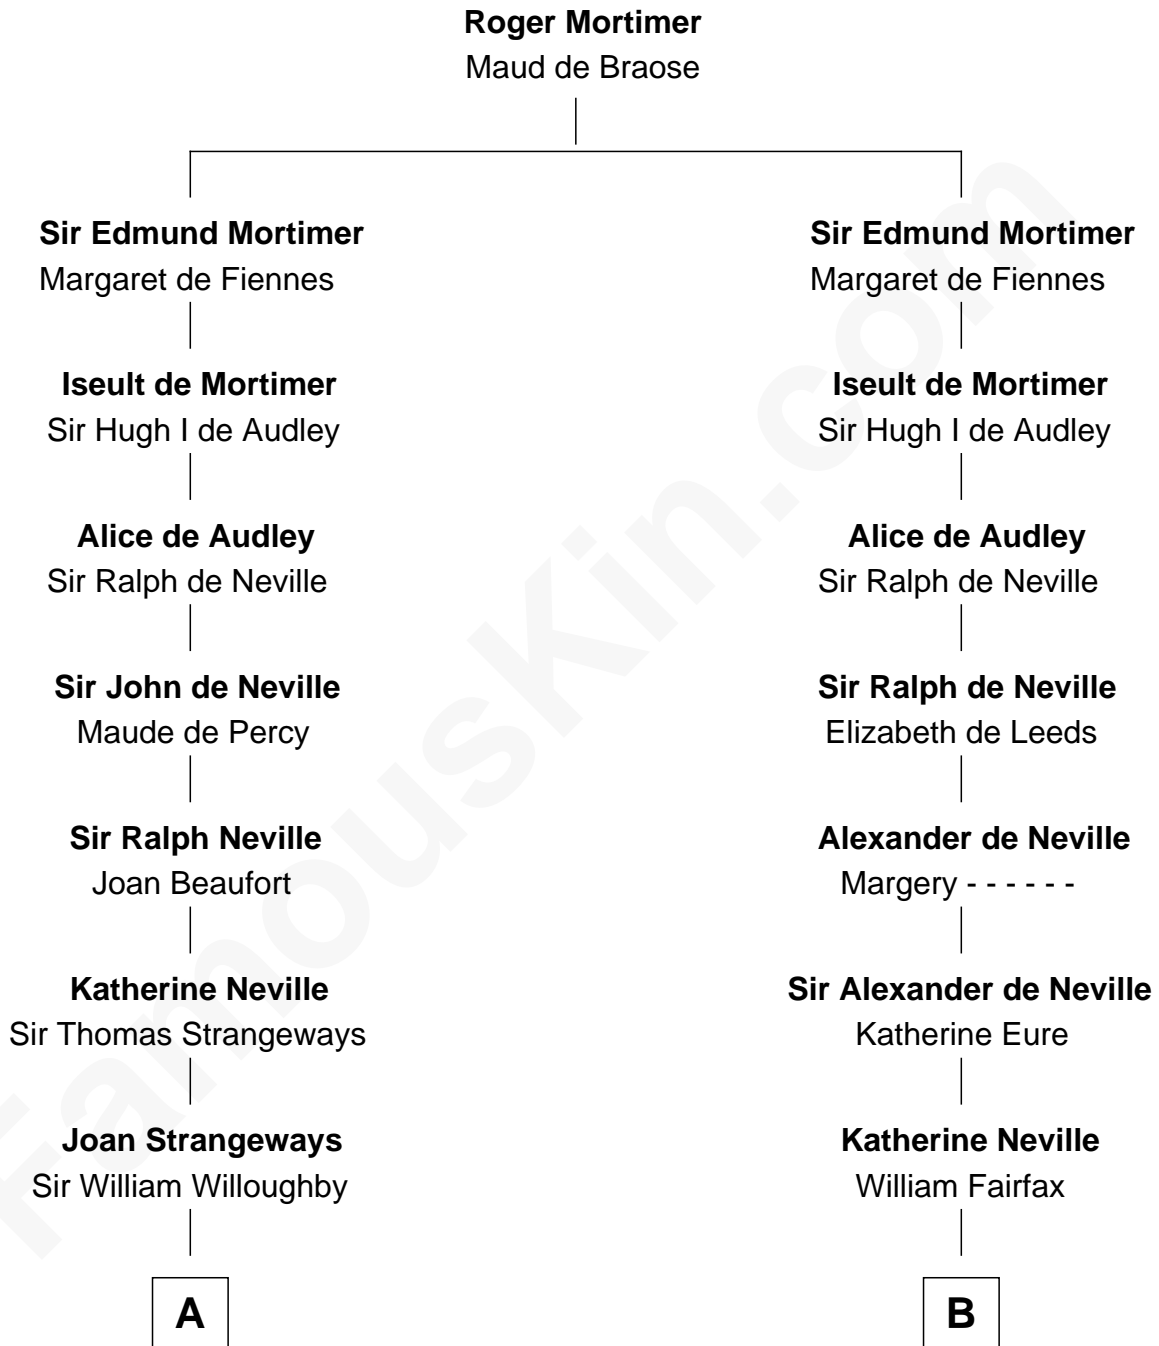 Roger Mortimer
Maud de Braose
Sir Edmund Mortimer
Margaret de Fiennes
Iseult de Mortimer
Sir Hugh I de Audley
Alice de Audley
Sir Ralph de Neville
Sir John de Neville
Maude de Percy
Sir Ralph Neville
Joan Beaufort
Katherine Neville
Sir Thomas Strangeways
Joan Strangeways
Sir William Willoughby
A
Sir Edmund Mortimer
Margaret de Fiennes
Iseult de Mortimer
Sir Hugh I de Audley
Alice de Audley
Sir Ralph de Neville
Sir Ralph de Neville
Elizabeth de Leeds
Alexander de Neville
Margery - - - - - -
Sir Alexander de Neville
Katherine Eure
Katherine Neville
William Fairfax
B
FamousKin.com